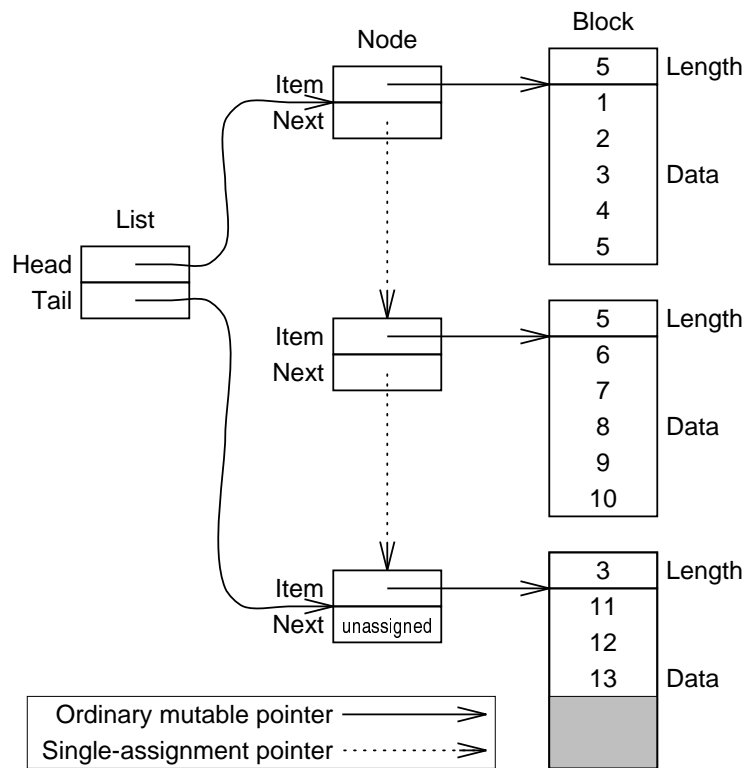 Block
Node
5 Length
Item
1
Next
2
3 Data
4
5
List
Head
Tail
5 Length
Item
6
Next
7
8 Data
9
10
3 Length
Item
11
Next unassigned
12
13 Data
Ordinary mutable pointer
Single-assignment pointer